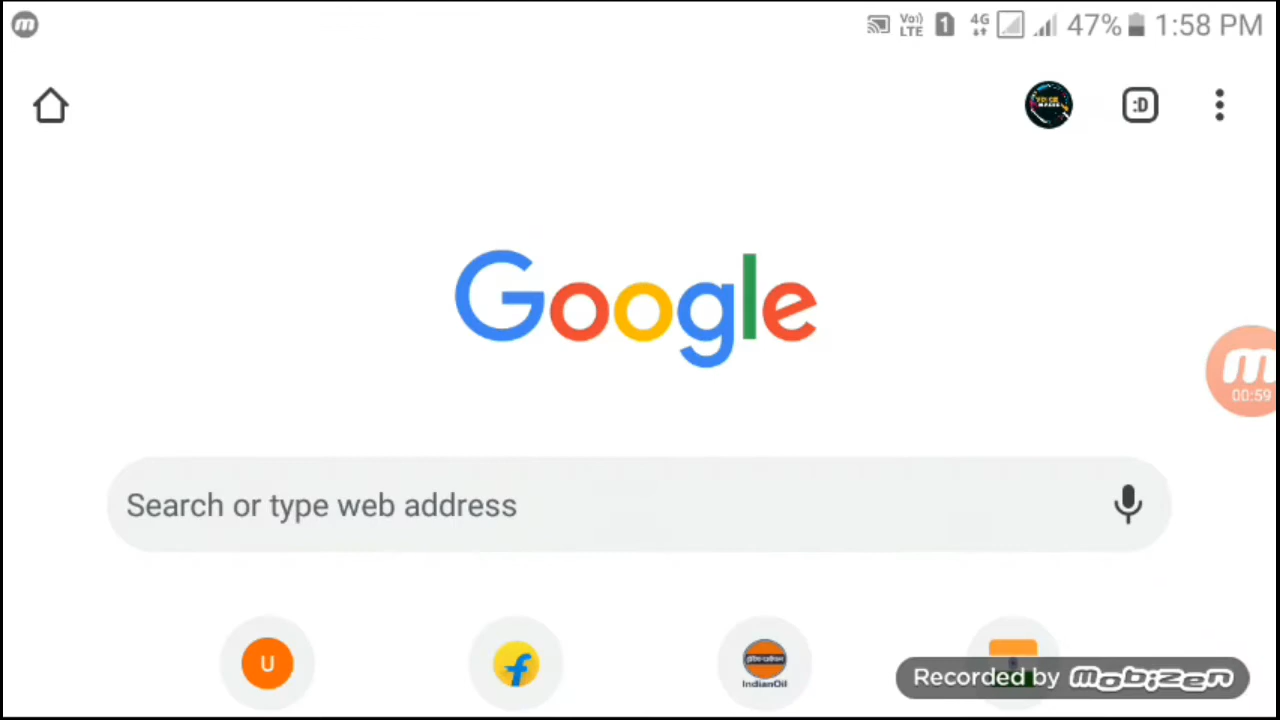 Vo)) LTE 1 4G 47% 1:58 PM
:D
Google
00:59
Search or type web address
U
IndianOil
Recorded by mobizen